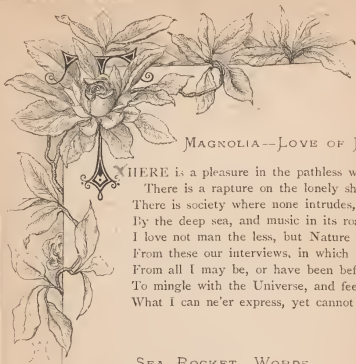 MAGNOLIA--LOVE OF
THERE is a pleasure in the pathless
There is a rapture on the lonely
There is society where none intrudes,
By the deep sea, and music in its
I love not man the less, but Nature
From these our interviews, in which
From all I may be, or have been
To mingle with the Universe, and
What I can ne'er express, yet cannot
SEA ROCKET